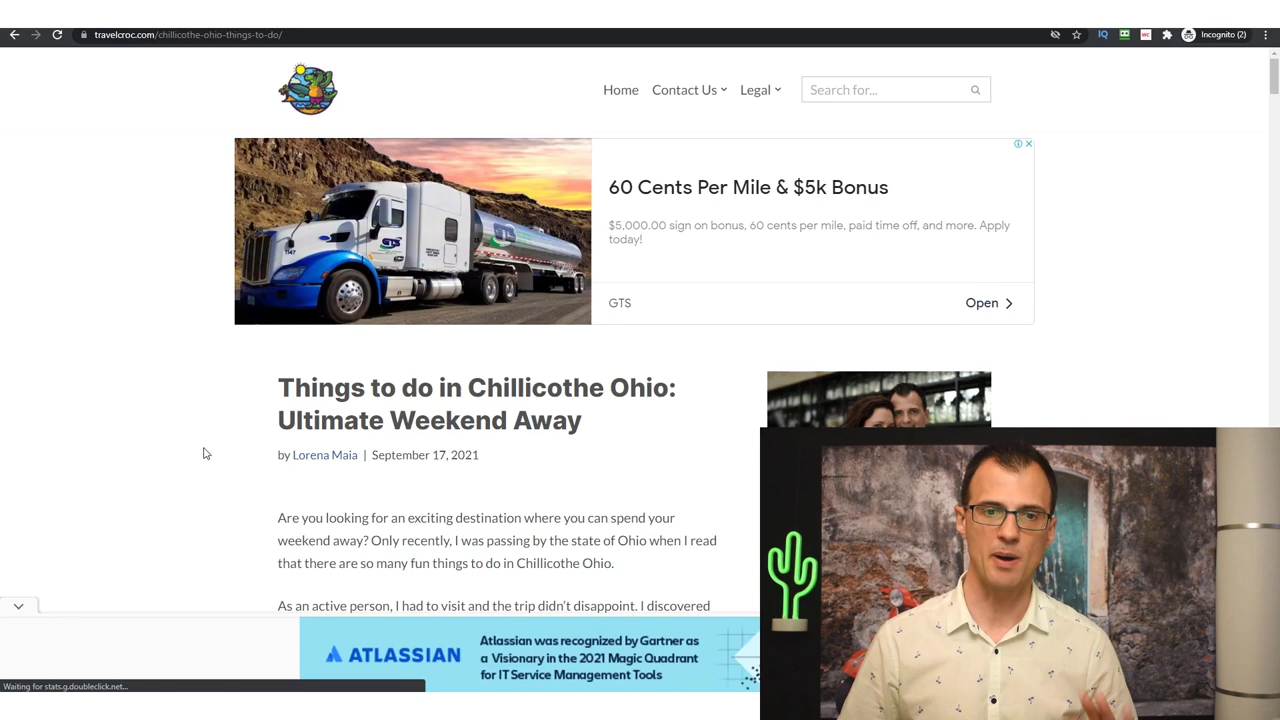 travelcroc.com/chillicothe-ohio-things-to-do/
Incognito (2)
Home Contact Us Legal Search for...
60 Cents Per Mile & $5k Bonus
$5,000.00 sign on bonus, 60 cents per mile, paid time off, and more. Apply
today!
GTS
GTS Open
Things to do in Chillicothe Ohio:
Ultimate Weekend Away
by Lorena Maia | September 17, 2021
Are you looking for an exciting destination where you can spend your
weekend away? Only recently, I was passing by the state of Ohio when I read
that there are so many fun things to do in Chillicothe Ohio.
As an active person, I had to visit and the trip didn't disappoint. I discovered
ATLASSIAN
Atlassian was recognized by Gartner as
a Visionary in the 2021 Magic Quadrant
for IT Service Management Tools
Waiting for stats.g.doubleclick.net...